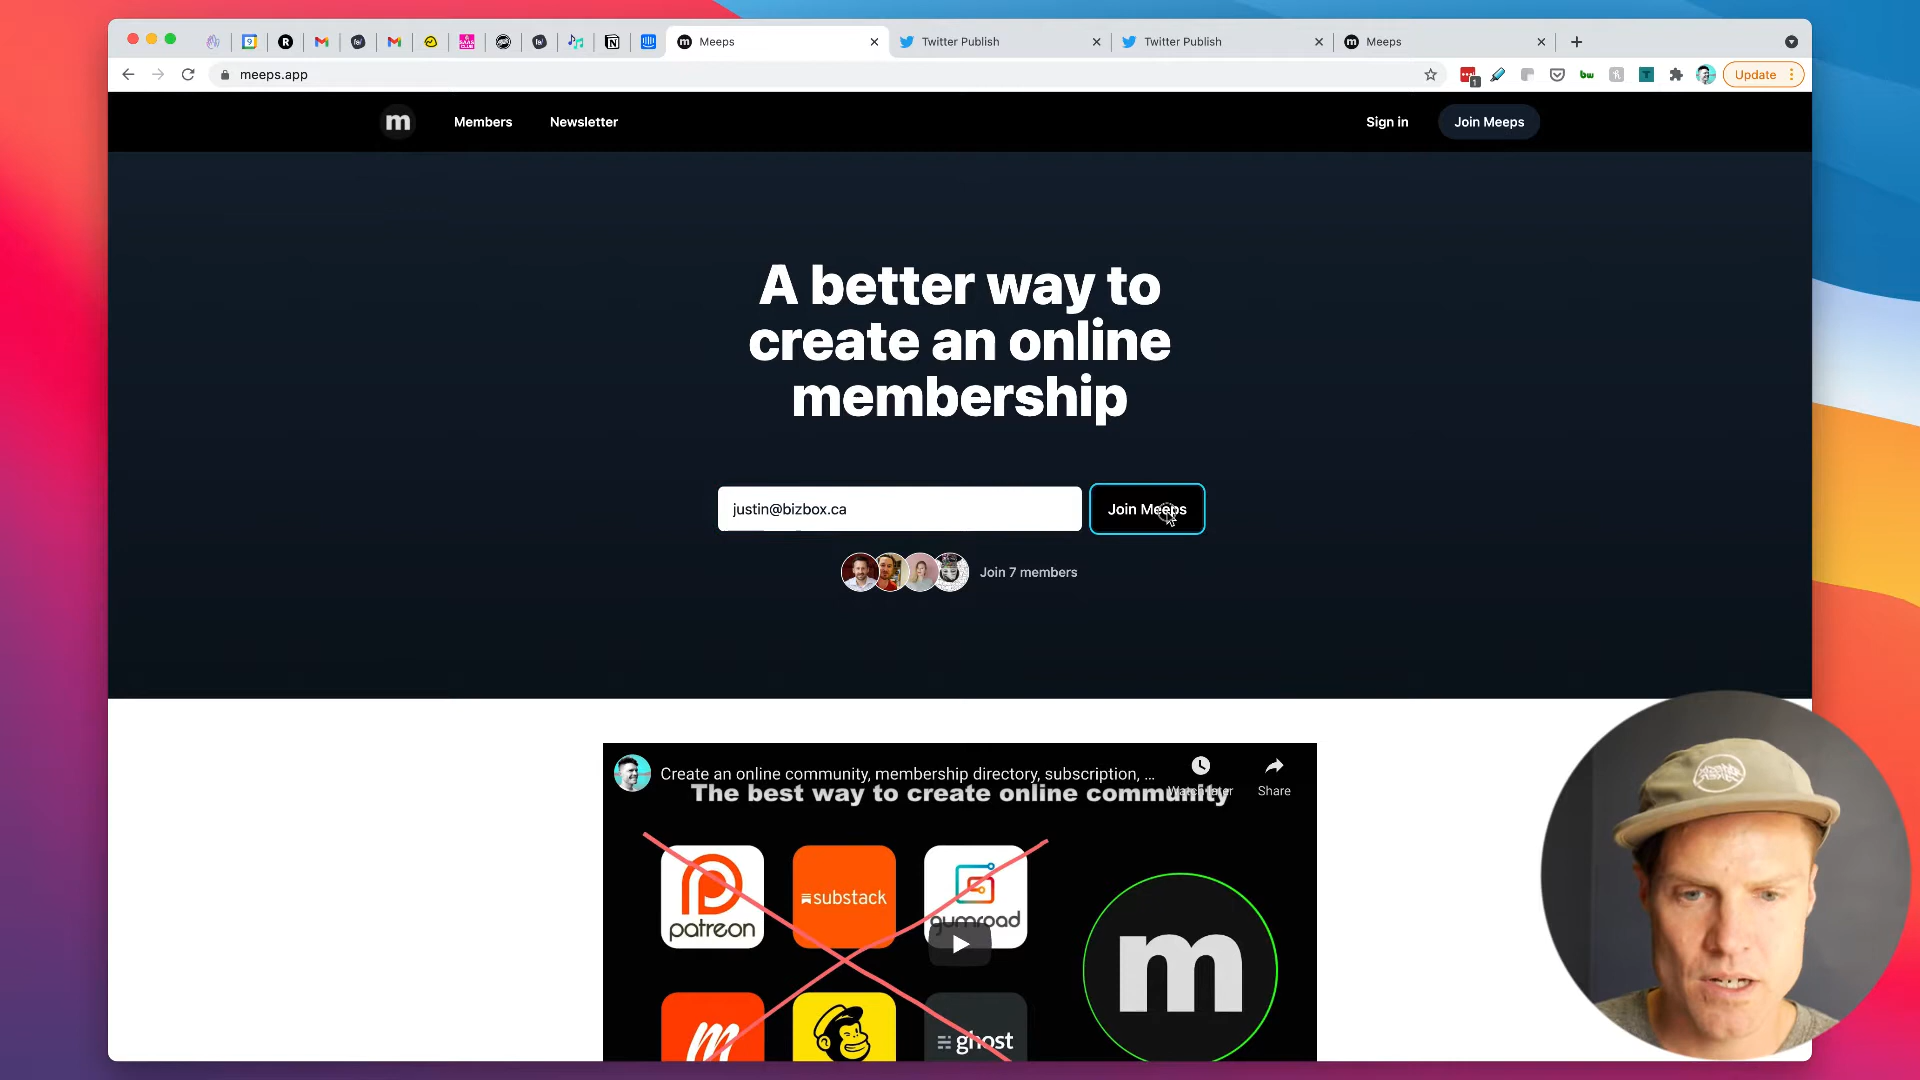 Meeps
Twitter Publish
Twitter Publish
Meeps
meeps.app
Update
m
Members
Newsletter
Sign in
Join Meeps
A better way to
create an online
membership
justin@bizbox.ca
Join Meeps
Join 7 members
Create an online community, membership directory, subscription, ...
Watch later
Share
The best way to create online community
patreon
substack
gumroad
m
ghost